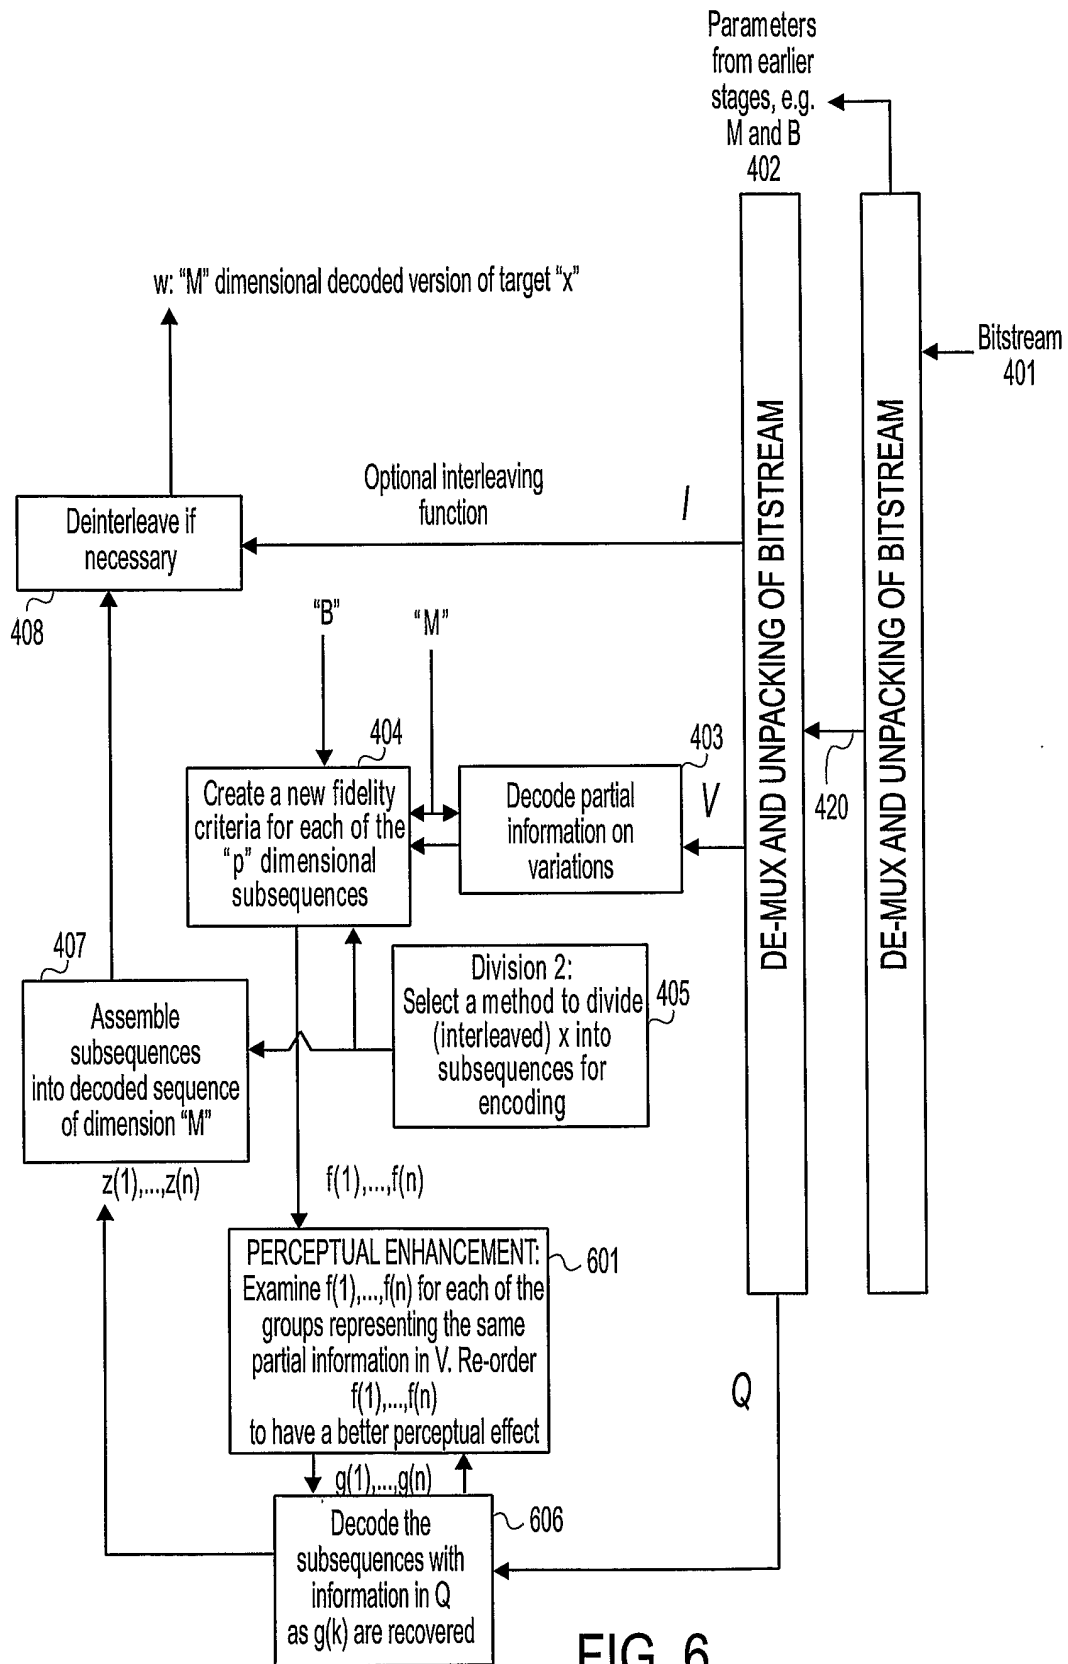 Parameters
from earlier
stages, e.g.
M and B
402
w: “M” dimensional decoded version of target “x”
Bitstream
401
DE-MUX AND UNPACKING OF BITSTREAM
DE-MUX AND UNPACKING OF BITSTREAM
Optional interleaving
function
I
Deinterleave if
necessary
408
“B”
“M”
404
403
Create a new fidelity
criteria for each of the
“p” dimensional
subsequences
Decode partial
information on
variations
V
420
407
Division 2:
Select a method to divide
(interleaved) x into
subsequences for
encoding
405
Assemble
subsequences
into decoded sequence
of dimension “M”
z(1),...,z(n)
f(1),...,f(n)
PERCEPTUAL ENHANCEMENT:
Examine f(1),...,f(n) for each of the
groups representing the same
partial information in V. Re-order
f(1),...,f(n)
to have a better perceptual effect
601
Q
g(1),...,g(n)
Decode the
subsequences with
information in Q
as g(k) are recovered
606
FIG. 6